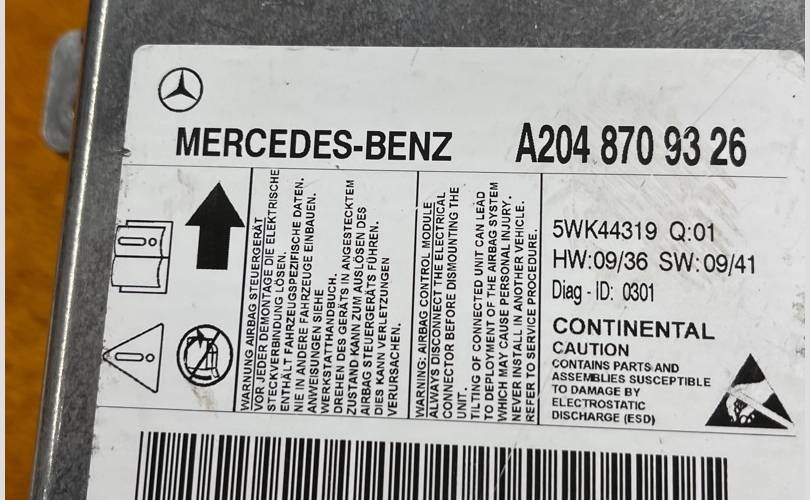 MERCEDES-BENZ
A204 870 93 26
WARNUNG AIRBAG STEUERGERÄT
VOR JEDER DEMONTAGE DIE ELEKTRISCHE
STECKVERBINDUNG LÖSEN.
ENTHÄLT FAHRZEUGSPEZIFISCHE DATEN.
NIE IN ANDERE FAHRZEUGE EINBAUEN.
ANWEISUNGEN SIEHE
WERKSTATTHANDBUCH.
DREHEN DES GERÄTS IN ANGESTECKTEM
ZUSTAND KANN ZUM AUSLÖSEN DES
AIRBAG STEUERGERÄTS FÜHREN.
DIES KANN VERLETZUNGEN
VERURSACHEN.
WARNING: AIRBAG CONTROL MODULE
ALWAYS DISCONNECT THE ELECTRICAL
CONNECTOR BEFORE DISMOUNTING THE
UNIT.
TILTING OF CONNECTED UNIT CAN LEAD
TO DEPLOYMENT OF THE AIRBAG SYSTEM
WHICH MAY CAUSE PERSONAL INJURY.
NEVER INSTALL IN ANOTHER VEHICLE.
REFER TO SERVICE PROCEDURE.
5WK44319 Q:01
HW:09/36 SW:09/41
Diag - ID: 0301
CONTINENTAL
CAUTION
CONTAINS PARTS AND
ASSEMBLIES SUSCEPTIBLE
TO DAMAGE BY
ELECTROSTATIC
DISCHARGE (ESD)